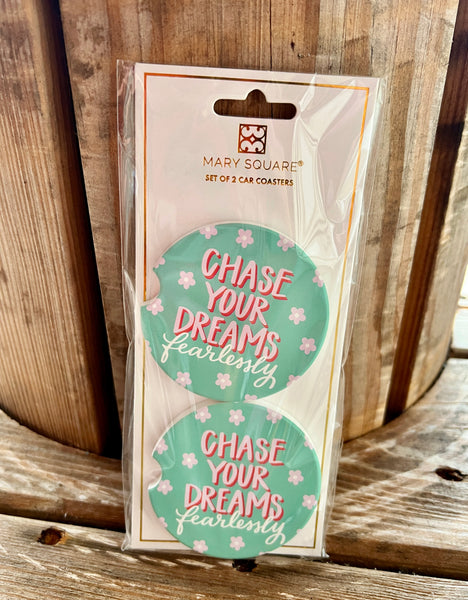 MARY SQUARE®
SET OF 2 CAR COASTERS
CHASE
YOUR
DREAMS
fearlessly
CHASE
YOUR
DREAMS
fearlessly